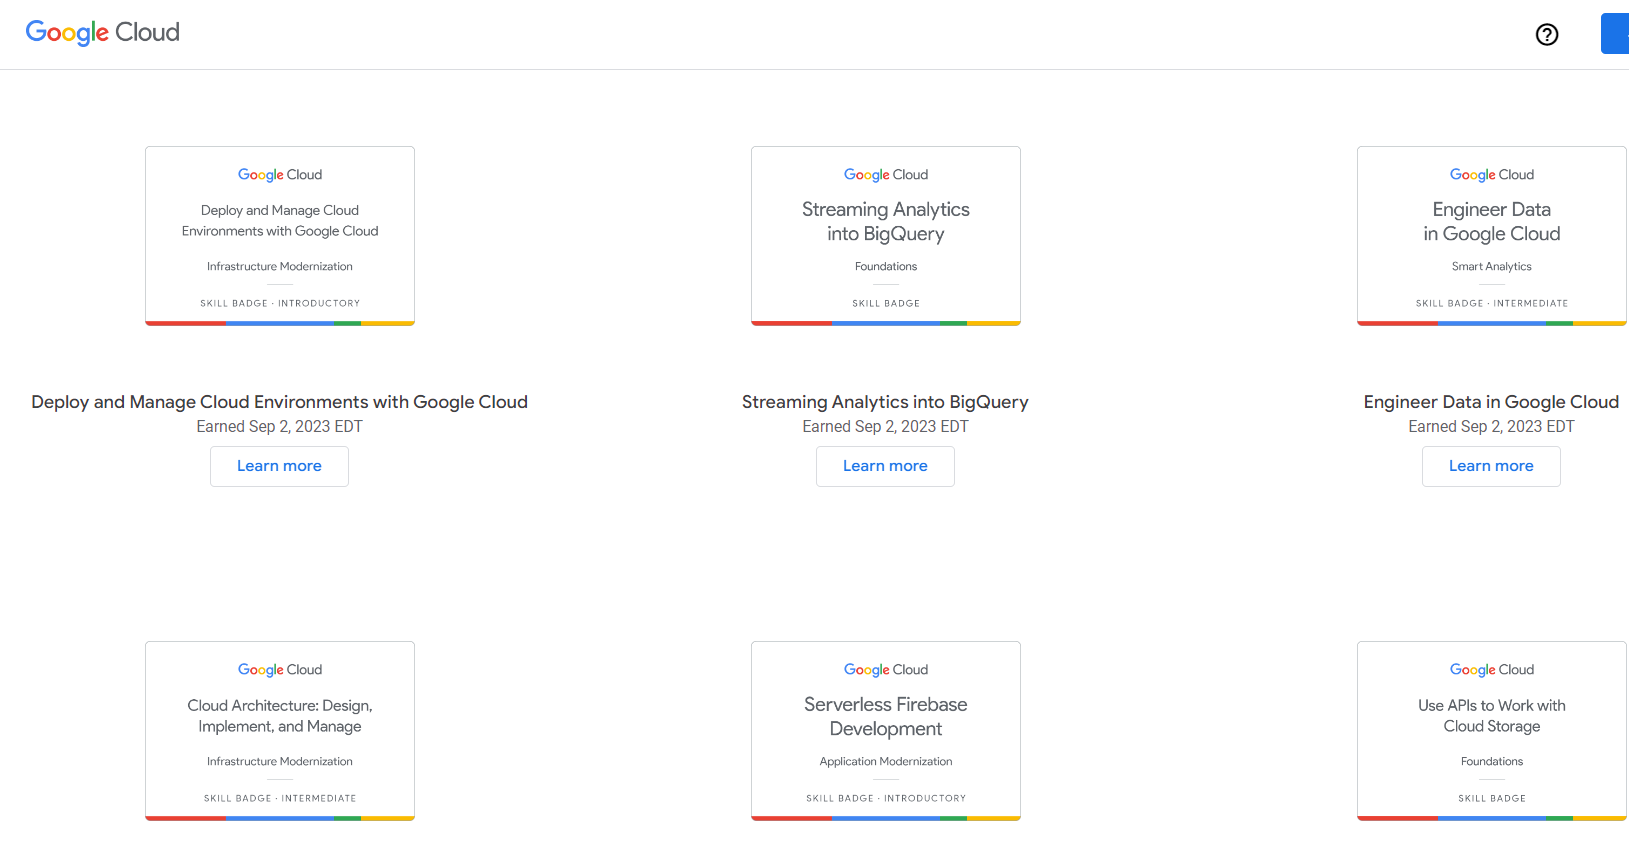 Google Cloud
Google Cloud
Deploy and Manage Cloud
Environments with Google Cloud
Infrastructure Modernization
SKILL BADGE · INTRODUCTORY
Google Cloud
Streaming Analytics
into BigQuery
Foundations
SKILL BADGE
Google Cloud
Engineer Data
in Google Cloud
Smart Analytics
SKILL BADGE · INTERMEDIATE
Deploy and Manage Cloud Environments with Google Cloud
Earned Sep 2, 2023 EDT
Learn more
Streaming Analytics into BigQuery
Earned Sep 2, 2023 EDT
Learn more
Engineer Data in Google Cloud
Earned Sep 2, 2023 EDT
Learn more
Google Cloud
Cloud Architecture: Design,
Implement, and Manage
Infrastructure Modernization
SKILL BADGE · INTERMEDIATE
Google Cloud
Serverless Firebase
Development
Application Modernization
SKILL BADGE · INTRODUCTORY
Google Cloud
Use APIs to Work with
Cloud Storage
Foundations
SKILL BADGE